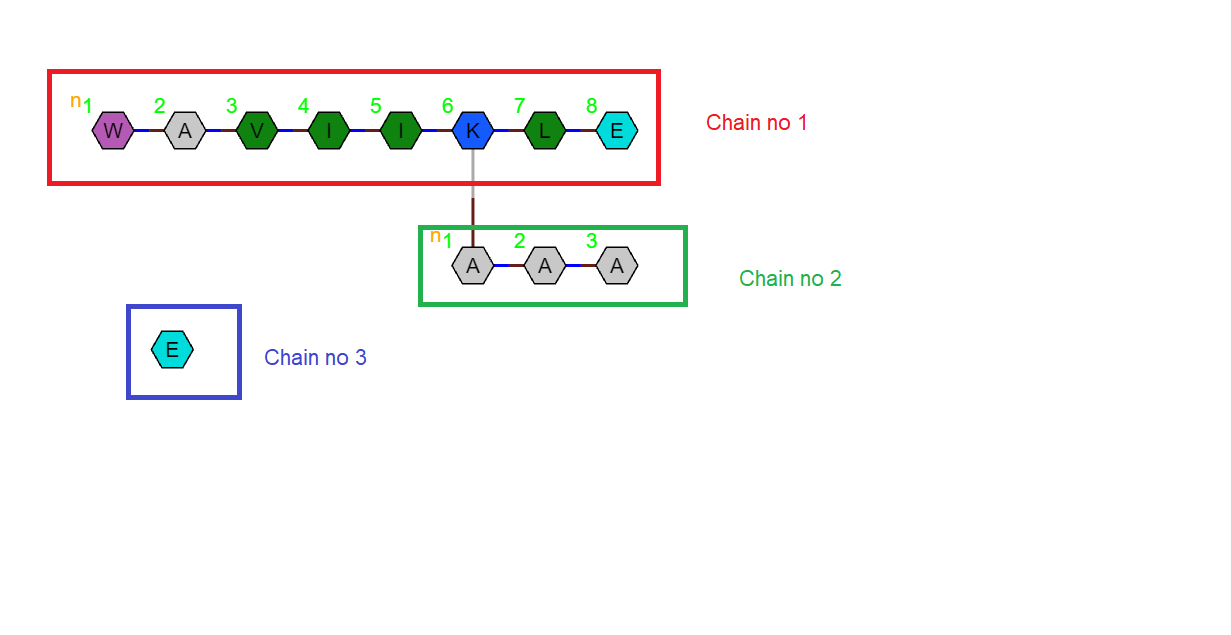 n1 2 3 4 5 6 7 8
W A V I I K L E
Chain no 1
n1 2 3
A A A
Chain no 2
E
Chain no 3